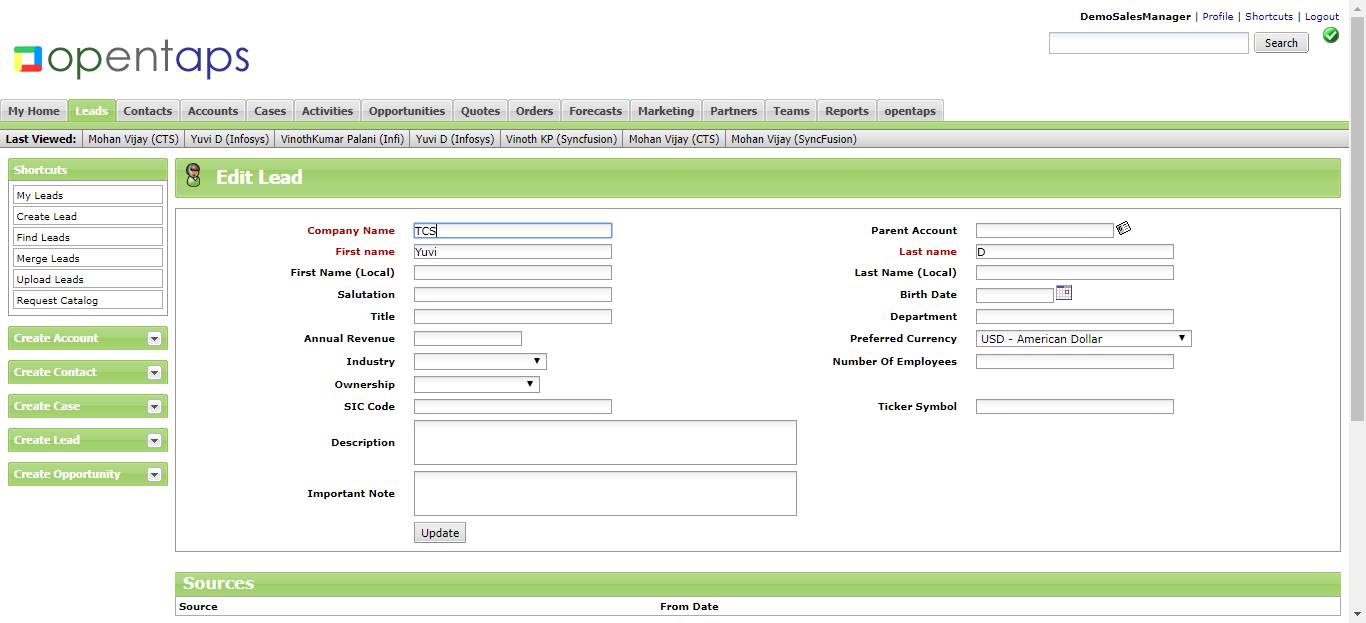 DemoSalesManager | Profile | Shortcuts | Logout
opentaps
Search
My Home Leads Contacts Accounts Cases Activities Opportunities Quotes Orders Forecasts Marketing Partners Teams Reports opentaps
Last Viewed: Mohan Vijay (CTS) Yuvi D (Infosys) VinothKumar Palani (Infi) Yuvi D (Infosys) Vinoth KP (Syncfusion) Mohan Vijay (CTS) Mohan Vijay (SyncFusion)
Shortcuts
My Leads
Create Lead
Find Leads
Merge Leads
Upload Leads
Request Catalog
Create Account
Create Contact
Create Case
Create Lead
Create Opportunity
Edit Lead
Company Name TCS Parent Account
First name Yuvi Last name D
First Name (Local) Last Name (Local)
Salutation Birth Date
Title Department
Annual Revenue Preferred Currency USD - American Dollar
Industry Number Of Employees
Ownership
SIC Code Ticker Symbol
Description
Important Note
Update
Sources
Source From Date